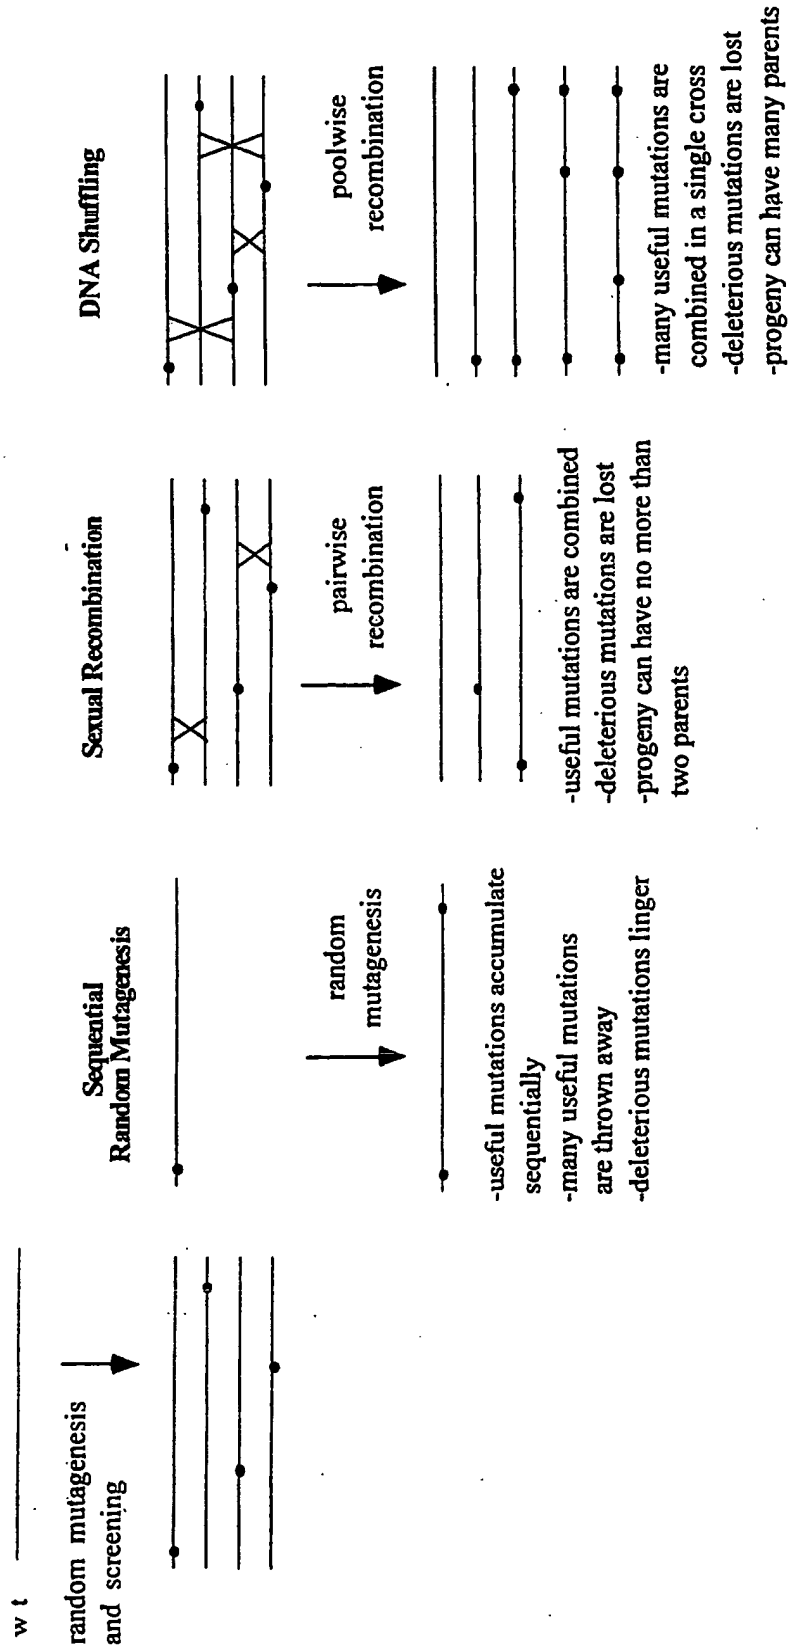 w t
random mutagenesis
and screening
Sequential
Random Mutagenesis
random
mutagenesis
-useful mutations accumulate
sequentially
-many useful mutations
are thrown away
-deleterious mutations linger
Sexual Recombination
pairwise
recombination
-useful mutations are combined
-deleterious mutations are lost
-progeny can have no more than
two parents
DNA Shuffling
poolwise
recombination
-many useful mutations are
combined in a single cross
-deleterious mutations are lost
-progeny can have many parents